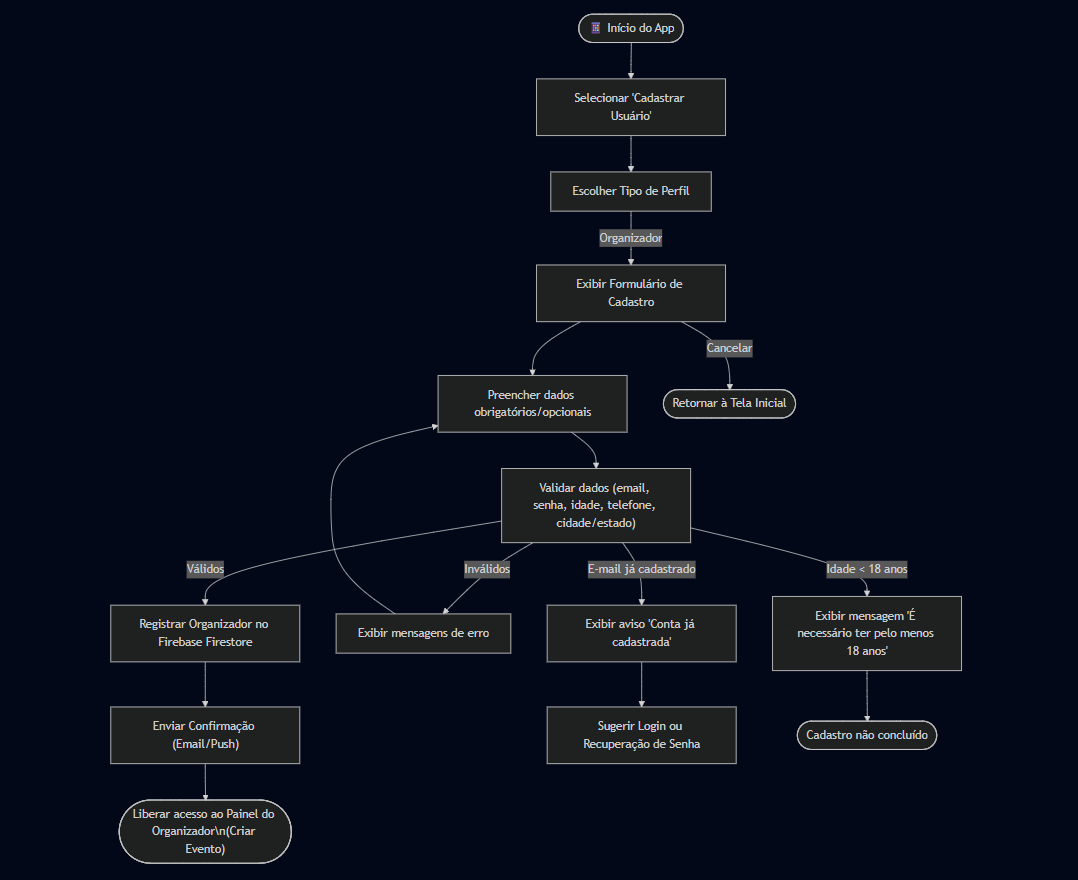 Início do App
Selecionar 'Cadastrar
Usuário'
Escolher Tipo de Perfil
Organizador
Exibir Formulário de
Cadastro
Cancelar
Preencher dados
obrigatórios/opcionais
Retornar à Tela Inicial
Validar dados (email,
senha, idade, telefone,
cidade/estado)
Válidos
Inválidos
E-mail já cadastrado
Idade < 18 anos
Registrar Organizador no
Firebase Firestore
Exibir mensagens de erro
Exibir aviso 'Conta já
cadastrada'
Exibir mensagem 'É
necessário ter pelo menos
18 anos'
Enviar Confirmação
(Email/Push)
Sugerir Login ou
Recuperação de Senha
Cadastro não concluído
Liberar acesso ao Painel do
Organizador\n(Criar
Evento)